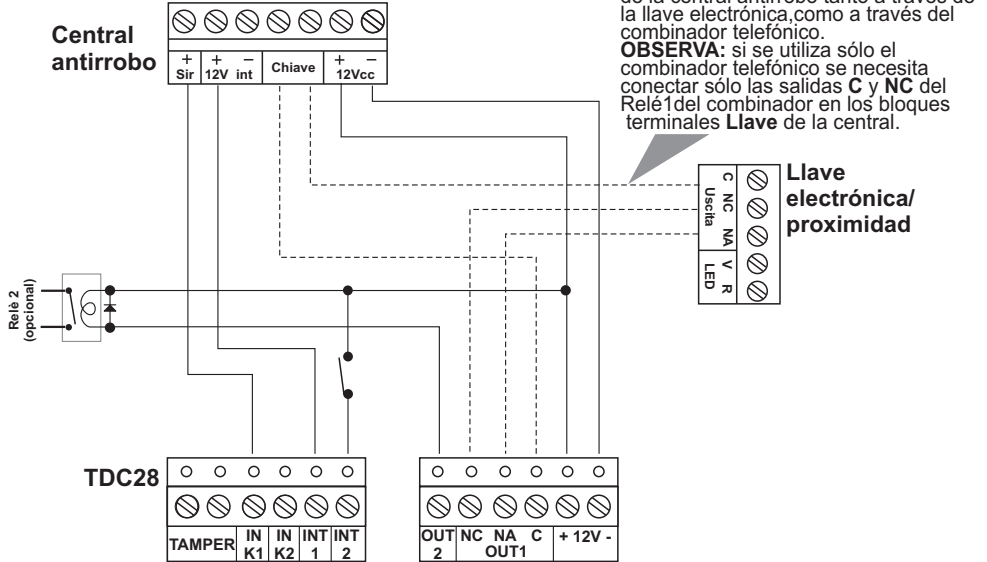 de la central antirrobo tanto a través de
la llave electrónica,como a través del
combinador telefónico.
OBSERVA: si se utiliza sólo el
combinador telefónico se necesita
conectar sólo las salidas C y NC del
Relé1del combinador en los bloques
terminales Llave de la central.
Central
antirrobo
+ Sir
+ 12V - int
Chiave
+ 12Vcc -
Llave
electrónica/
proximidad
C NC NA
Uscita
V R
LED
Relè 2
(opcional)
TDC28
TAMPER
IN K1
IN K2
INT 1
INT 2
OUT 2
NC NA C
OUT1
+ 12V -